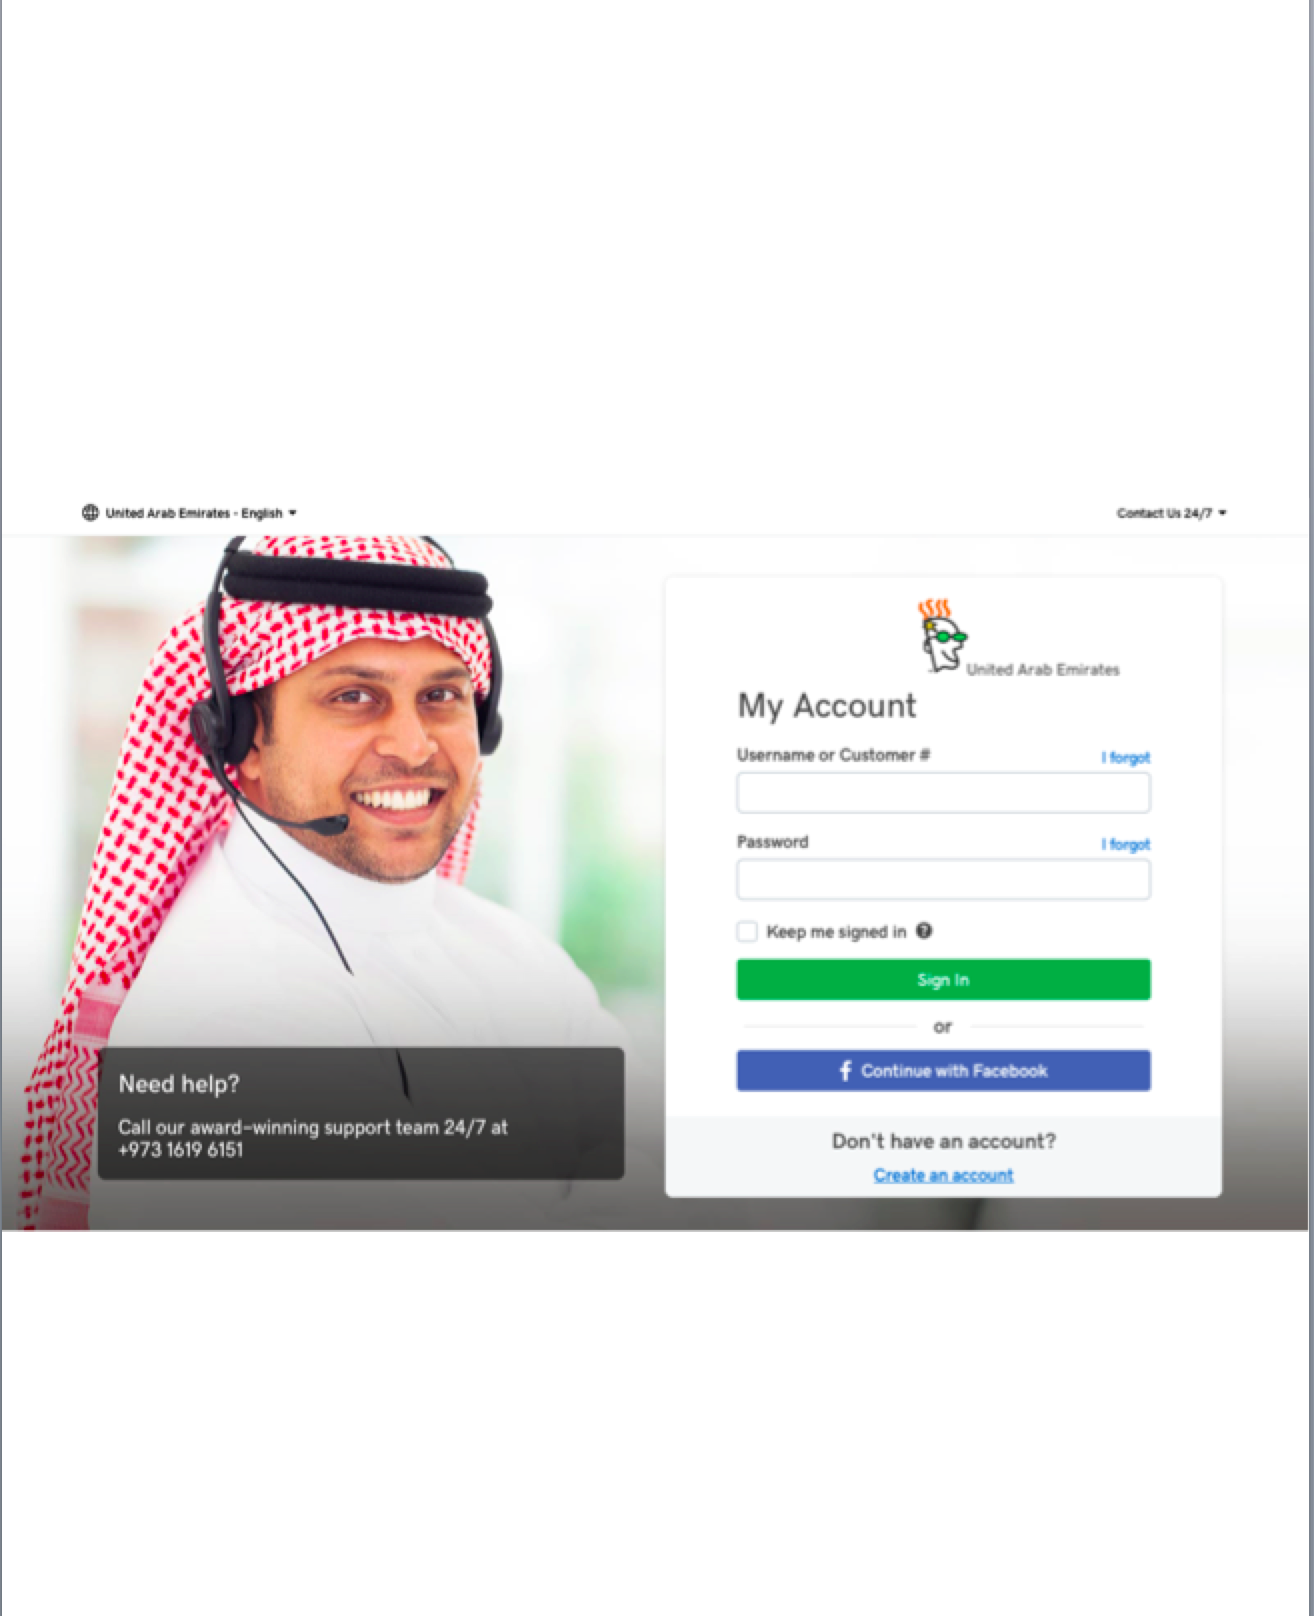 United Arab Emirates - English
Contact Us 24/7
United Arab Emirates
My Account
Username or Customer #
I forgot
Password
I forgot
Keep me signed in
Sign In
or
Continue with Facebook
Don't have an account?
Create an account
Need help?
Call our award-winning support team 24/7 at
+973 1619 6151